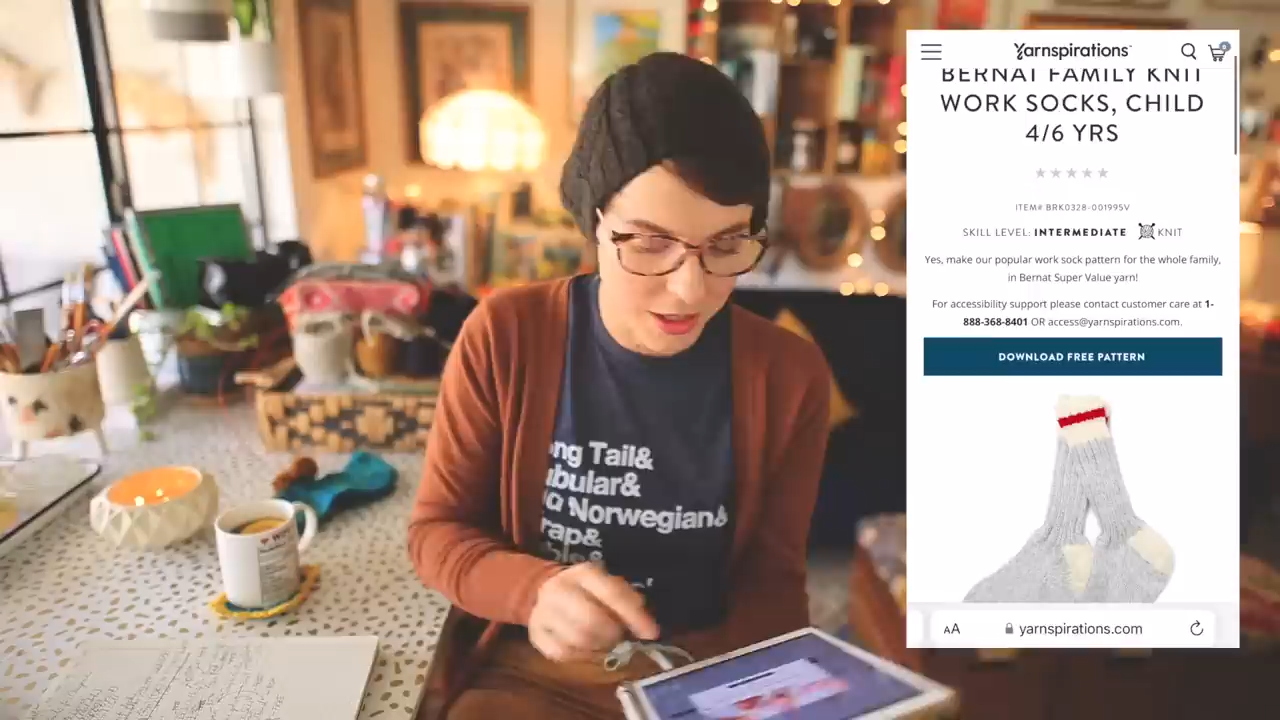 Yarnspirations
BERNAT FAMILY KNIT
WORK SOCKS, CHILD
4/6 YRS
ITEM# BRK0328-001995V
SKILL LEVEL: INTERMEDIATE KNIT
Yes, make our popular work sock pattern for the whole family,
in Bernat Super Value yarn!
For accessibility support please contact customer care at 1-
888-368-8401 OR access@yarnspirations.com.
DOWNLOAD FREE PATTERN
AA yarnspirations.com
ng Tail&
bular&
Norwegian&
rap&